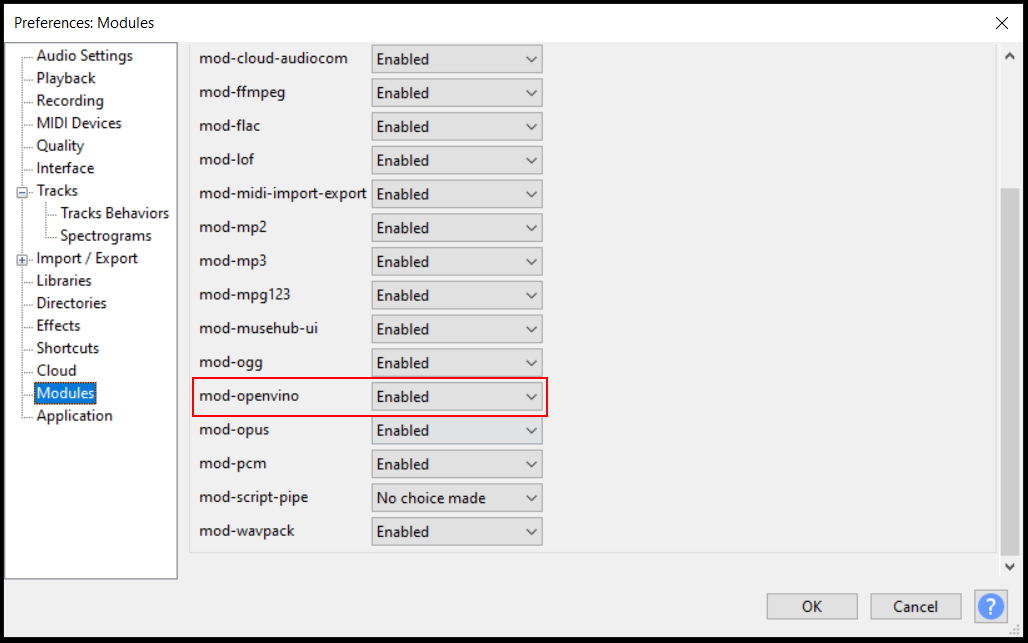 Preferences: Modules
Audio Settings
Playback
Recording
MIDI Devices
Quality
Interface
Tracks
Tracks Behaviors
Spectrograms
Import / Export
Libraries
Directories
Effects
Shortcuts
Cloud
Modules
Application
mod-cloud-audiocom Enabled
mod-ffmpeg Enabled
mod-flac Enabled
mod-lof Enabled
mod-midi-import-export Enabled
mod-mp2 Enabled
mod-mp3 Enabled
mod-mpg123 Enabled
mod-musehub-ui Enabled
mod-ogg Enabled
mod-openvino Enabled
mod-opus Enabled
mod-pcm Enabled
mod-script-pipe No choice made
mod-wavpack Enabled
OK Cancel ?